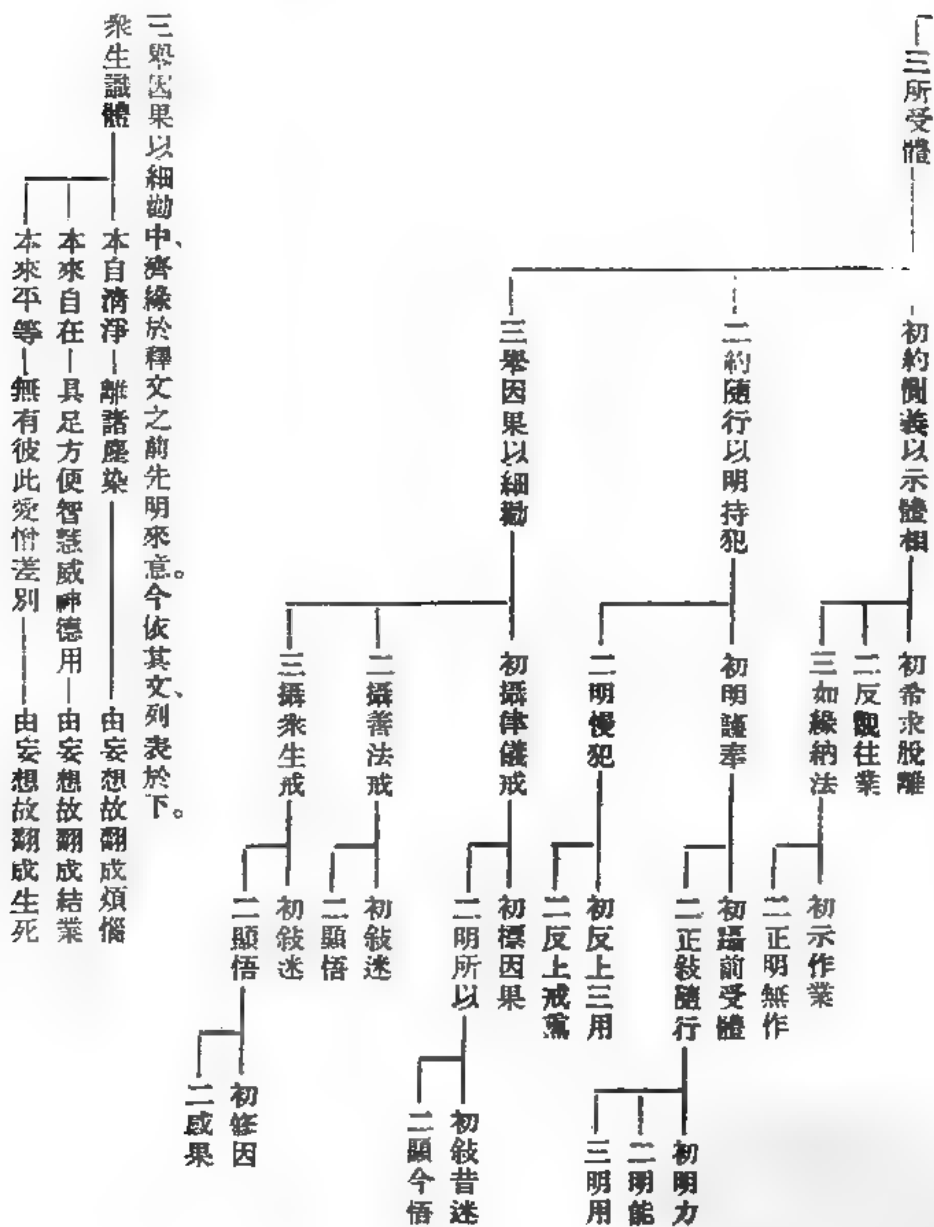 三所受體
初約側義以示體相
初希求脫離
二反觀往業
三如緣納法
初示作業
二正明無作
二約隨行以明持犯
初明護奉
初躡前受體
二正敍隨行
初明力
二明能
三明用
二明慢犯
初反上三用
二反上戒熏
三舉因果以細勸
初攝律儀戒
初標因果
二明所以
初敍昔迷
二顯今悟
二攝善法戒
初敍迷
二顯悟
三攝衆生戒
初敍迷
二顯悟
初修因
二感果
三舉因果以細勸中、濟緣於釋文之前先明來意。今依其文、列表於下。
衆生識體
本自淸淨 離諸塵染 由妄想故翻成煩惱
本來自在 具足方便智慧威神德用 由妄想故翻成結業
本來平等 無有彼此愛憎差別 由妄想故翻成生死